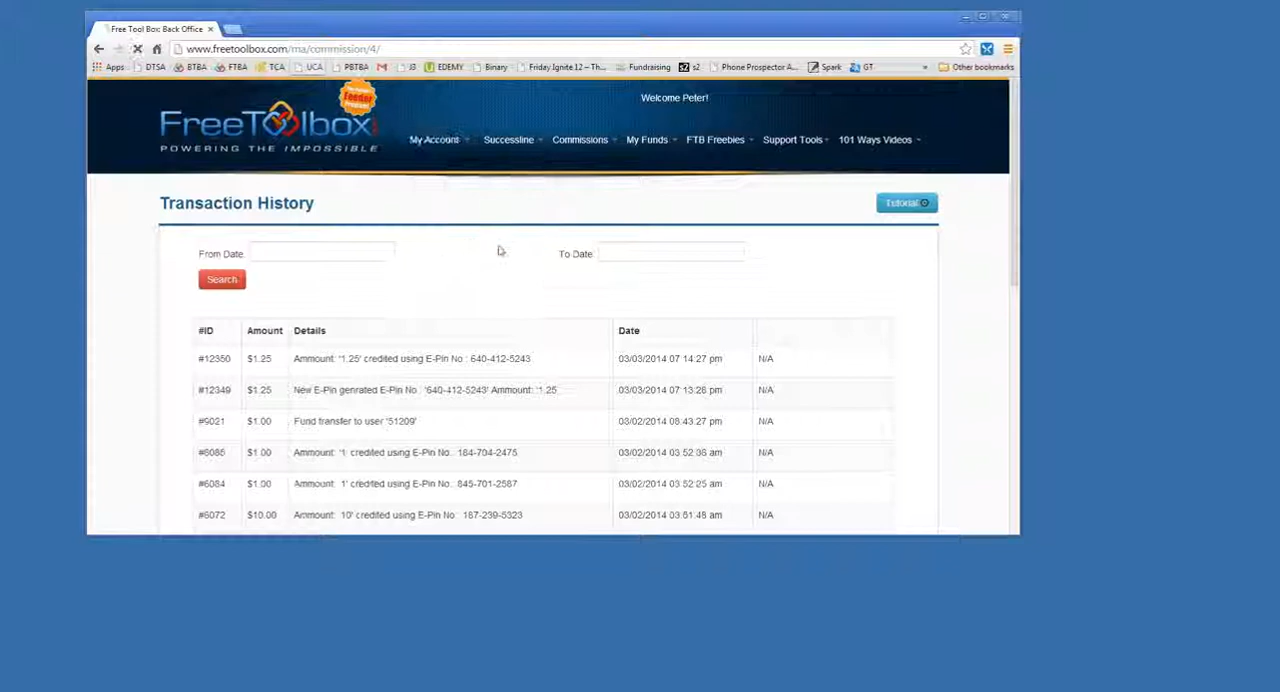 Free Tool Box: Back Office
www.freetoolbox.com/ma/commission/4/
Apps DTSA BTBA FTBA TCA UCA PBTBA J3 EDEMY Binary Friday Ignite 12 – Th... Fundraising s2 Phone Prospector A... Spark GT Other bookmarks
Feeder
Welcome Peter!
FreeToolbox
POWERING THE IMPOSSIBLE
My Account Successline Commissions My Funds FTB Freebies Support Tools 101 Ways Videos
Transaction History Tutorial
From Date To Date
Search
#ID Amount Details Date
#12350 $1.25 Ammount: '1.25' credited using E-Pin No : 640-412-5243 03/03/2014 07 14:27 pm N/A
#12349 $1.25 New E-Pin genrated E-Pin No : '640-412-5243' Ammount: '1.25' 03/03/2014 07 13:26 pm N/A
#9021 $1.00 Fund transfer to user '51209' 03/02/2014 08:43:27 pm N/A
#6085 $1.00 Ammount: '1' credited using E-Pin No.: 184-704-2475 03/02/2014 03 52 am N/A
#6084 $1.00 Ammount: 1' credited using E-Pin No.: 845-701-2587 03/02/2014 03 52:25 am N/A
#6072 $10.00 Ammount: 10' credited using E-Pin No : 187-239-5323 03/02/2014 03:51:48 am N/A